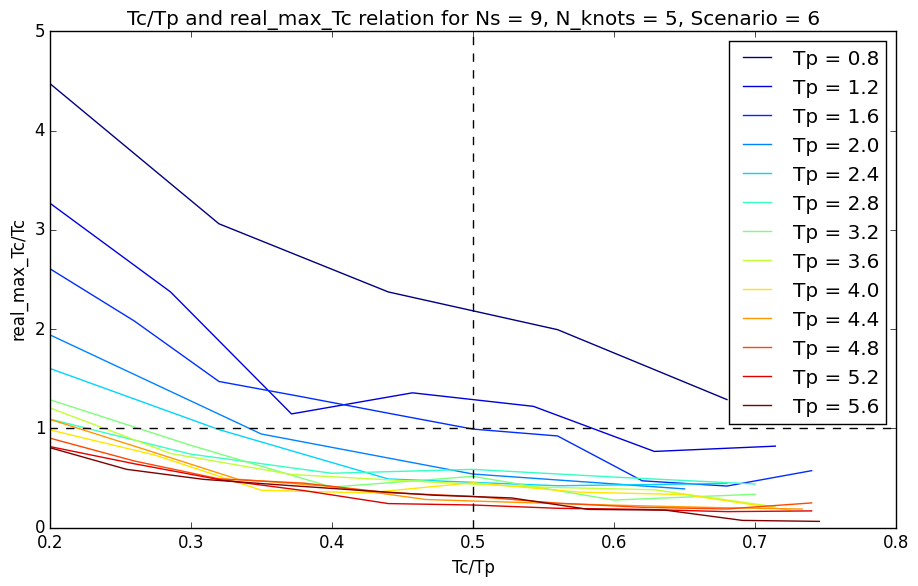 Tc/Tp and real_max_Tc relation for Ns = 9, N_knots = 5, Scenario = 6
5
4
3
2
1
0
real_max_Tc/Tc
Tp = 0.8
Tp = 1.2
Tp = 1.6
Tp = 2.0
Tp = 2.4
Tp = 2.8
Tp = 3.2
Tp = 3.6
Tp = 4.0
Tp = 4.4
Tp = 4.8
Tp = 5.2
Tp = 5.6
0.2 0.3 0.4 0.5 0.6 0.7 0.8
Tc/Tp